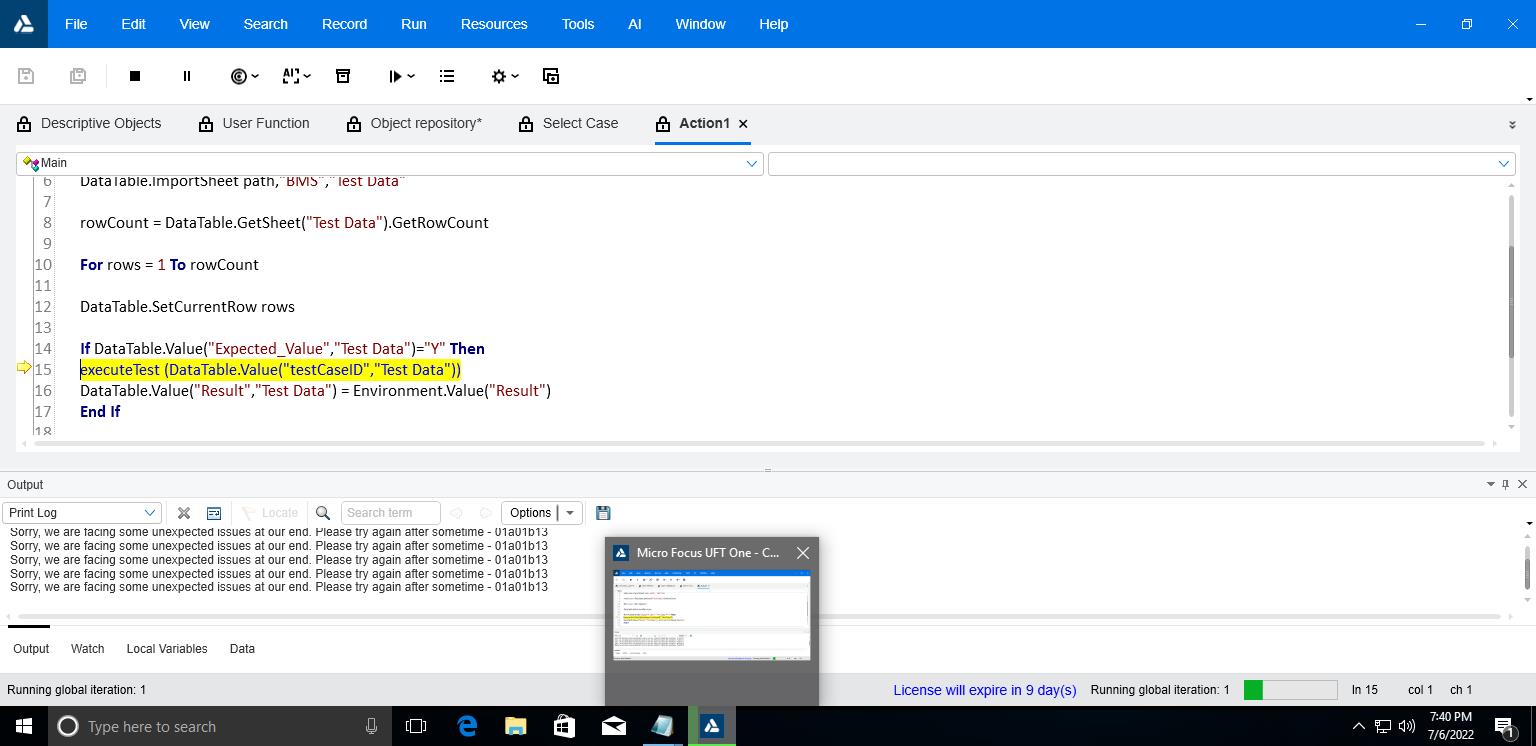 File Edit View Search Record Run Resources Tools AI Window Help
Descriptive Objects User Function Object repository* Select Case Action1
Main
6 DataTable.ImportSheet path,"BMS","Test Data"
7
8 rowCount = DataTable.GetSheet("Test Data").GetRowCount
9
10 For rows = 1 To rowCount
11
12 DataTable.SetCurrentRow rows
13
14 If DataTable.Value("Expected_Value","Test Data")="Y" Then
15 executeTest (DataTable.Value("testCaseID","Test Data"))
16 DataTable.Value("Result","Test Data") = Environment.Value("Result")
17 End If
18
Output
Print Log Locate Search term Options
Sorry, we are facing some unexpected issues at our end. Please try again after sometime - 01a01b13
Sorry, we are facing some unexpected issues at our end. Please try again after sometime - 01a01b13
Sorry, we are facing some unexpected issues at our end. Please try again after sometime - 01a01b13
Sorry, we are facing some unexpected issues at our end. Please try again after sometime - 01a01b13
Sorry, we are facing some unexpected issues at our end. Please try again after sometime - 01a01b13
Micro Focus UFT One - C...
Output Watch Local Variables Data
Running global iteration: 1 License will expire in 9 day(s) Running global iteration: 1 ln 15 col 1 ch 1
Type here to search
7:40 PM
7/6/2022
1